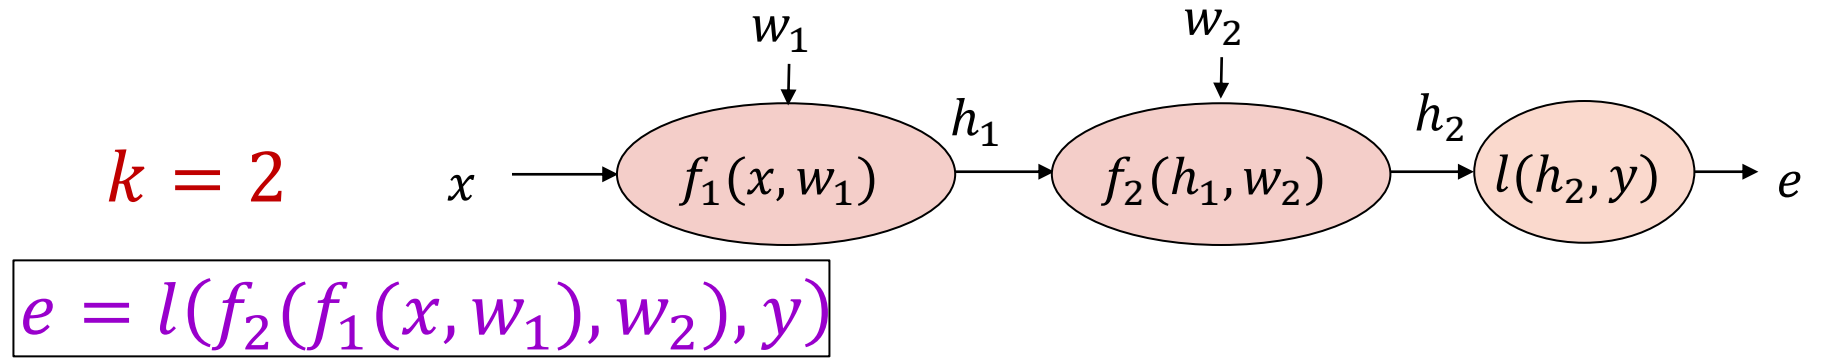 w₁ w₂
h₁ h₂
k = 2 x f₁(x, w₁) f₂(h₁, w₂) l(h₂, y) e
e = l(f₂(f₁(x, w₁), w₂), y)